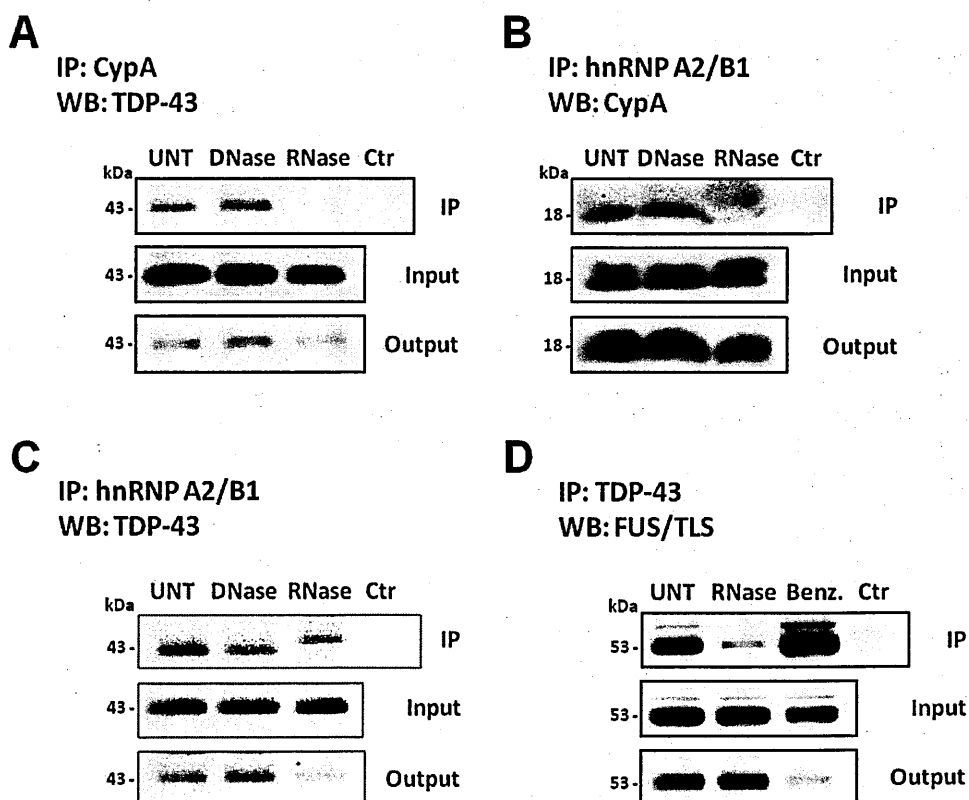 A
IP: CypA
WB: TDP-43
UNT DNase RNase Ctr
kDa
43 IP
43 Input
43 Output
B
IP: hnRNP A2/B1
WB: CypA
UNT DNase RNase Ctr
kDa
18 IP
18 Input
18 Output
C
IP: hnRNP A2/B1
WB: TDP-43
UNT DNase RNase Ctr
kDa
43 IP
43 Input
43 Output
D
IP: TDP-43
WB: FUS/TLS
UNT RNase Benz. Ctr
kDa
53 IP
53 Input
53 Output